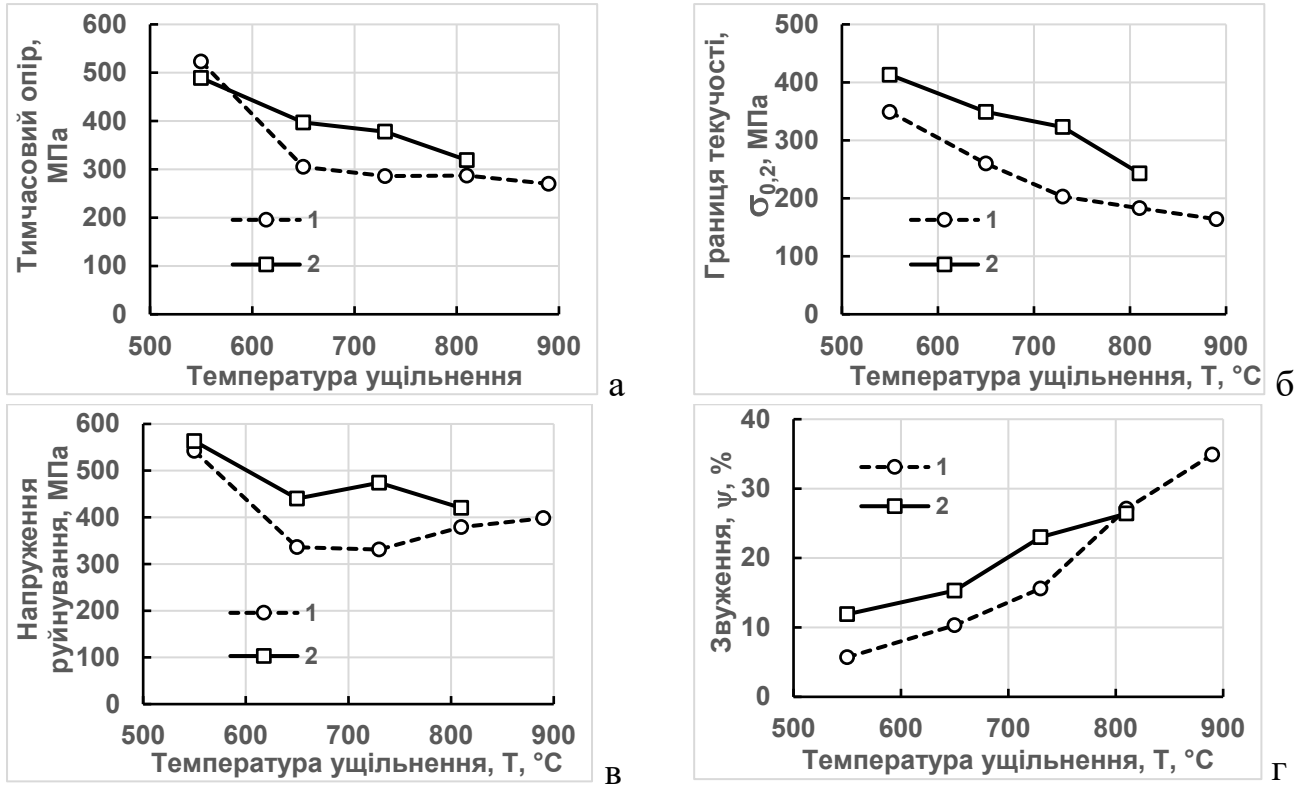 Тимчасовий опір,
МПа
600
500
400
300
200
100
0
1
2
500 600 700 800 900
Температура ущільнення
а
Границя текучості,
σ0,2, МПа
500
400
300
200
100
0
1
2
500 600 700 800 900
Температура ущільнення, Т, °С
б
Напруження
руйнування, МПа
600
500
400
300
200
100
0
1
2
500 600 700 800 900
Температура ущільнення, Т, °С
в
Звуження, ψ, %
40
30
20
10
0
1
2
500 600 700 800 900
Температура ущільнення, Т, °С
г